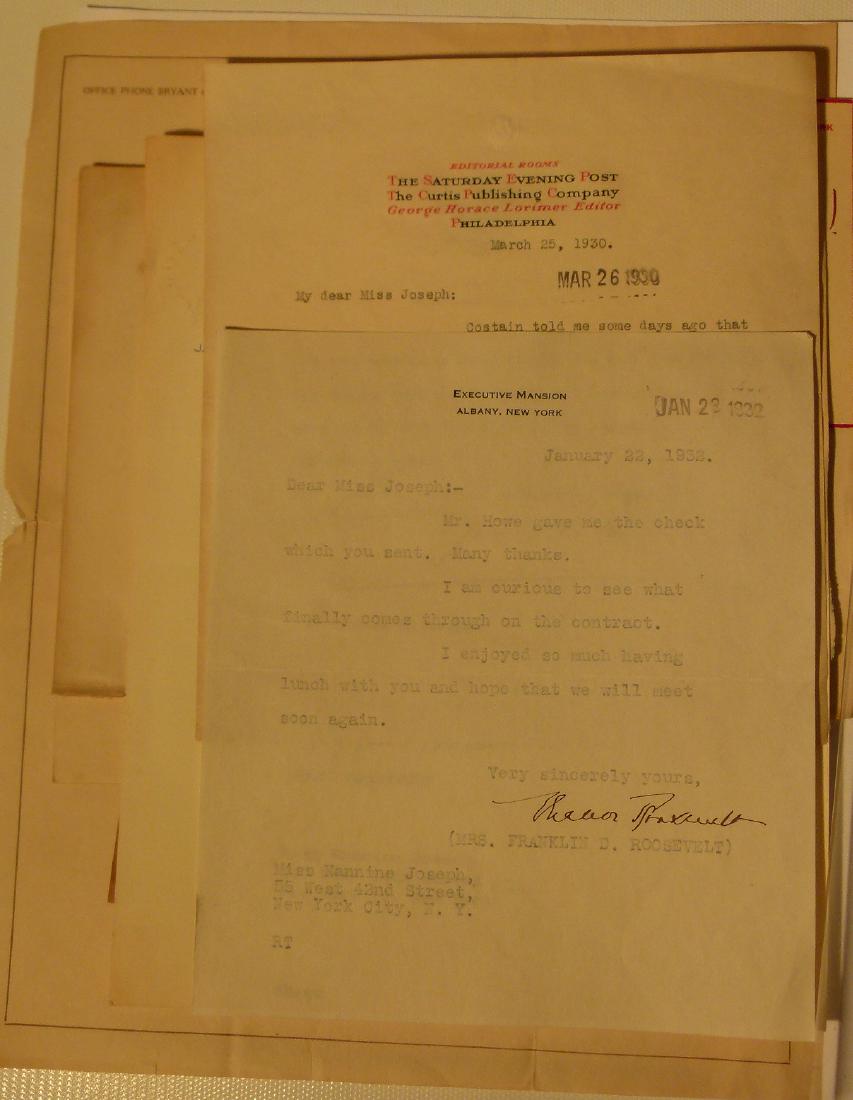 OFFICE PHONE BRYANT
EDITORIAL ROOMS
THE SATURDAY EVENING POST
The Curtis Publishing Company
George Horace Lorimer Editor
PHILADELPHIA
March 25, 1930.
MAR 26 1930
My dear Miss Joseph:
Costain told me some days ago that
EXECUTIVE MANSION
ALBANY, NEW YORK
JAN 23 1932
January 22, 1932.
Dear Miss Joseph:-
Mr. Howe gave me the check
which you sent. Many thanks.
I am curious to see what
finally comes through on the contract.
I enjoyed so much having
lunch with you and hope that we will meet
soon again.
Very sincerely yours,
Eleanor Roosevelt
(MRS. FRANKLIN D. ROOSEVELT)
Miss Nannine Joseph,
55 West 42nd Street,
New York City, N. Y.
RT